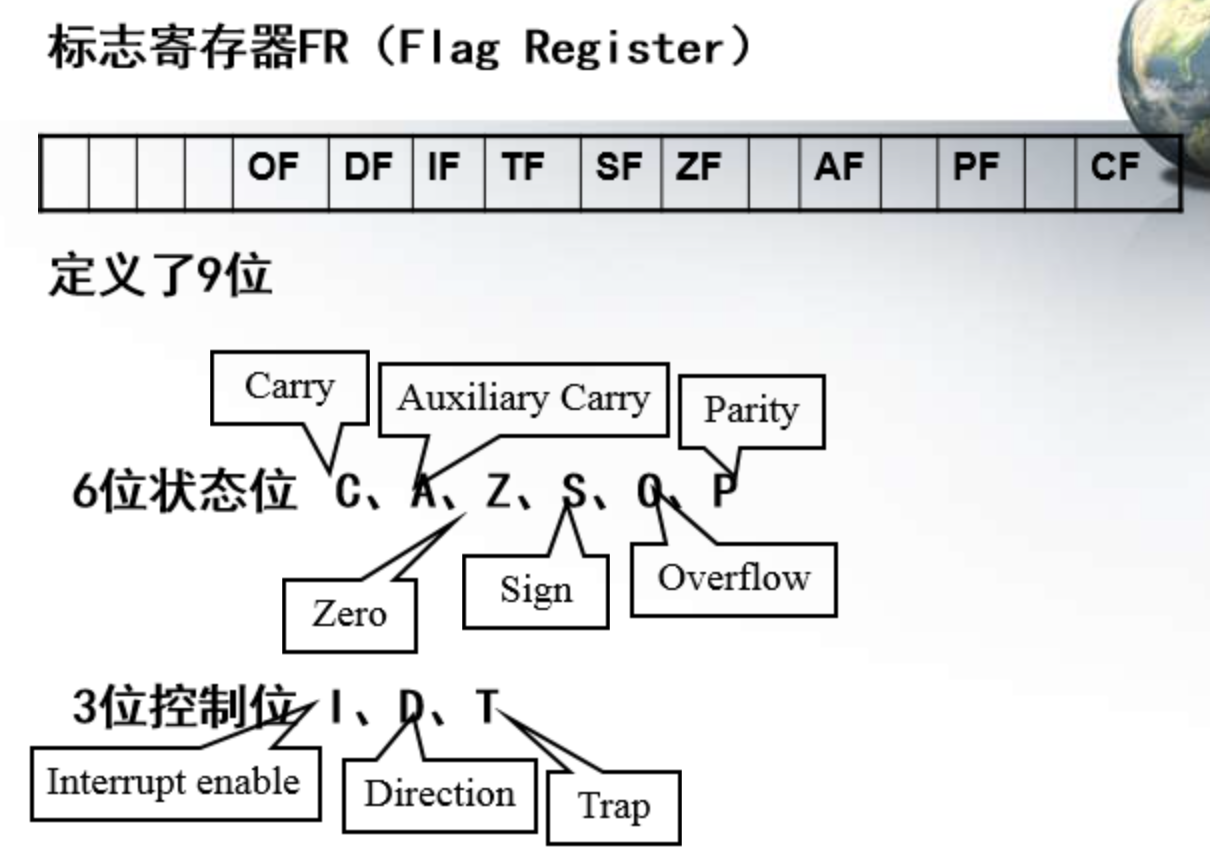 标志寄存器FR（Flag Register）
OF DF IF TF SF ZF AF PF CF
定义了9位
Carry
Auxiliary Carry
Parity
6位状态位 C、A、Z、S、O、P
Zero
Sign
Overflow
3位控制位 I、D、T
Interrupt enable
Direction
Trap